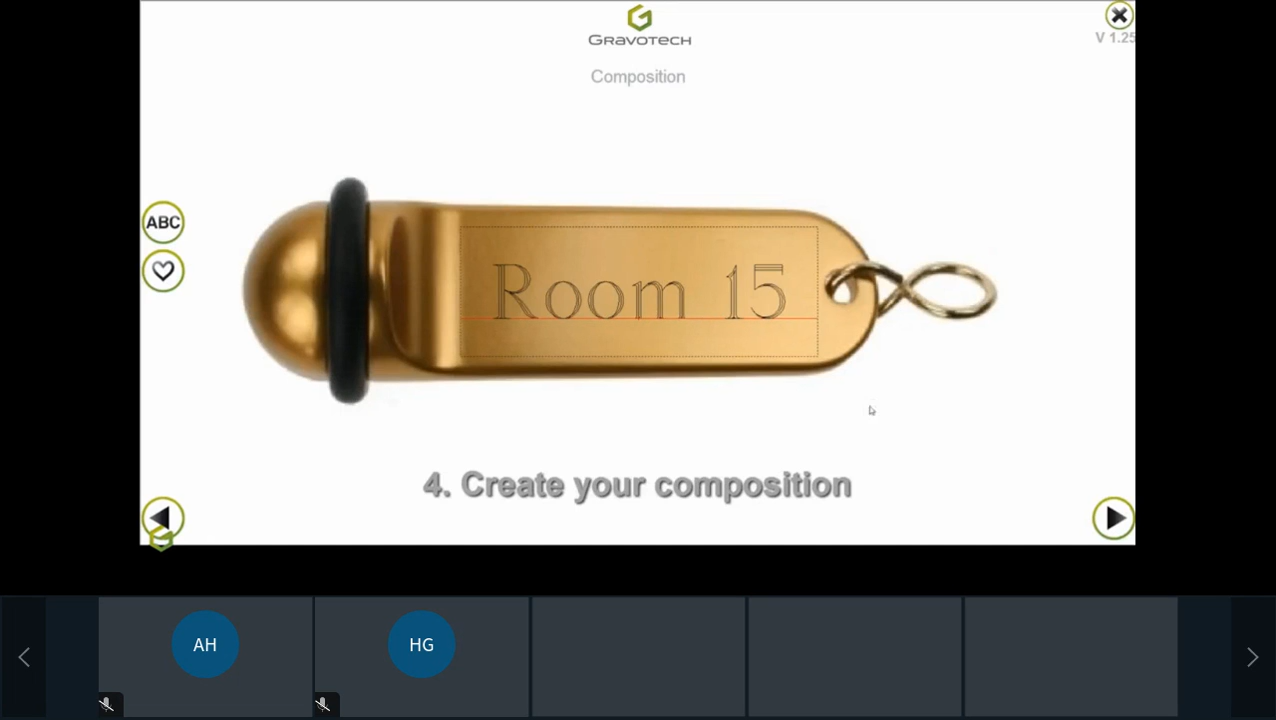 GRAVOTECH
V 1.25
Composition
ABC
Room 15
4. Create your composition
AH
HG